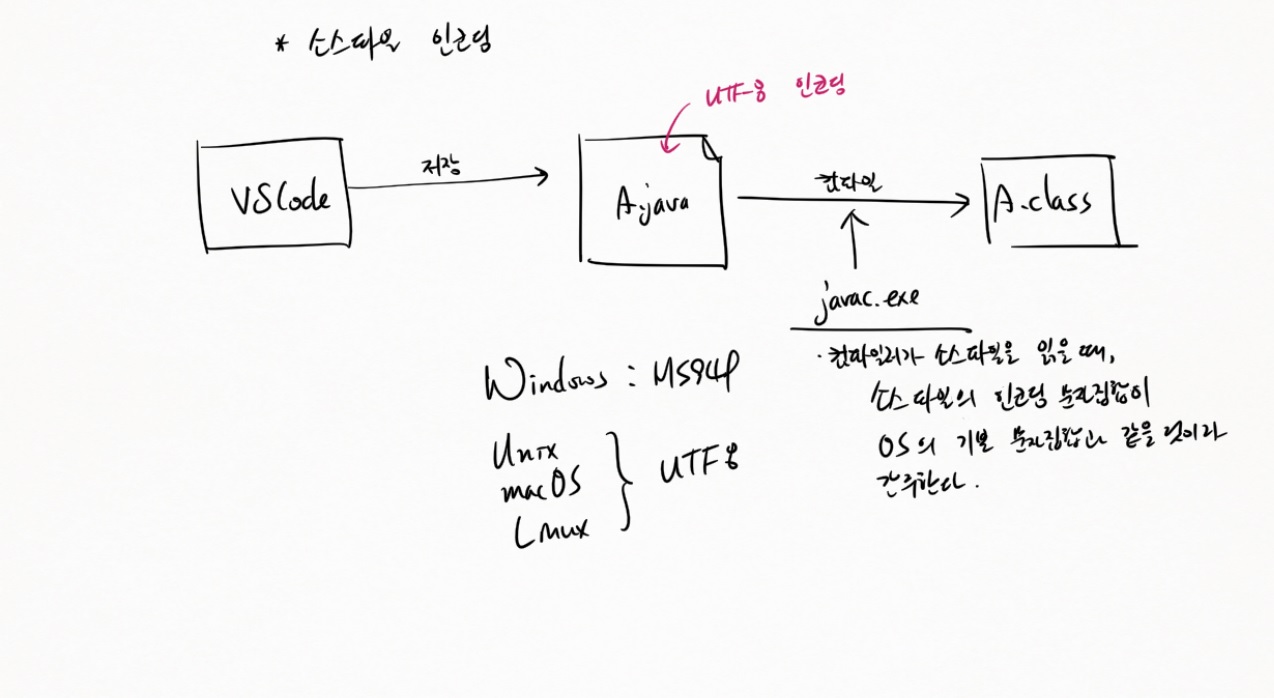 * 소스파일 인코딩
UTF-8 인코딩
VSCode
저장
A.java
컴파일
A.class
javac.exe
· 컴파일러가 소스파일을 읽을 때,
소스파일의 인코딩 문자집합이
OS의 기본 문자집합과 같을 것이라
간주한다.
Windows : MS949
Unix
macOS
Linux
UTF8